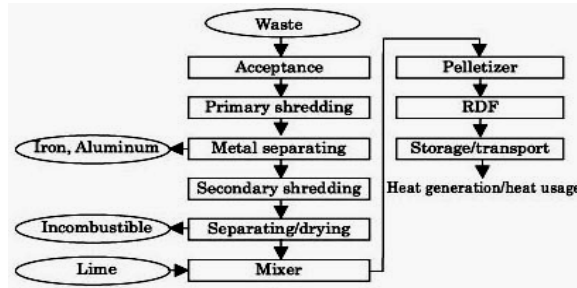 Waste
Acceptance
Primary shredding
Iron, Aluminum
Metal separating
Secondary shredding
Incombustible
Separating/drying
Lime
Mixer
Pelletizer
RDF
Storage/transport
Heat generation/heat usage